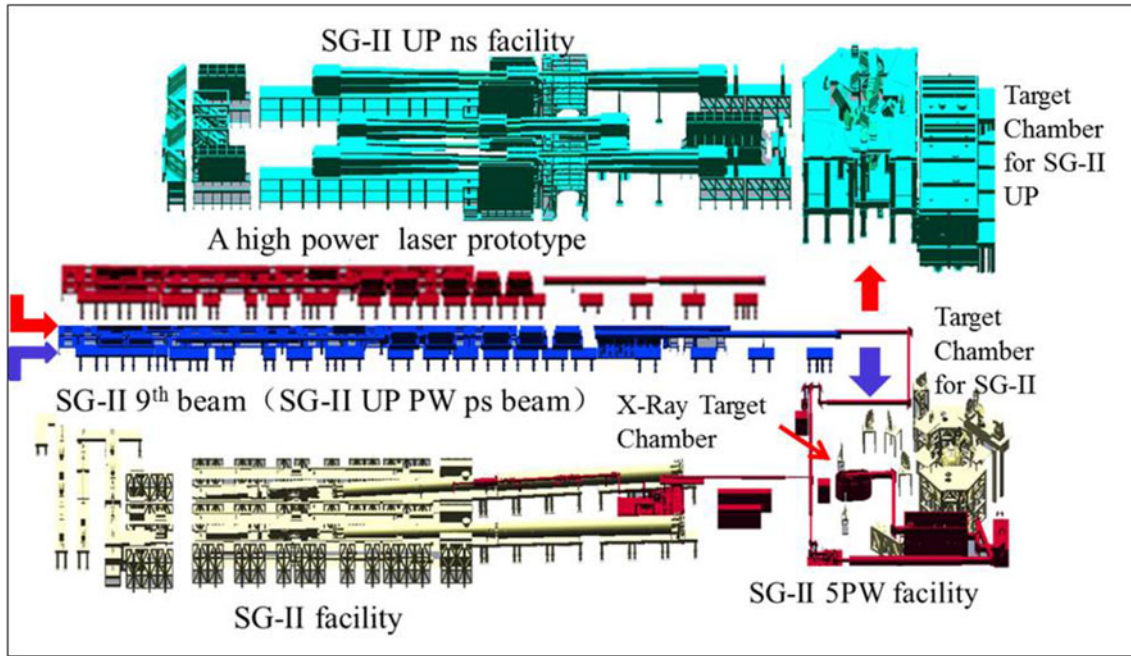 SG-II UP ns facility
Target
Chamber
for SG-II
UP
A high power laser prototype
Target
Chamber
for SG-II
SG-II 9th beam（SG-II UP PW ps beam）
X-Ray Target
Chamber
SG-II facility
SG-II 5PW facility